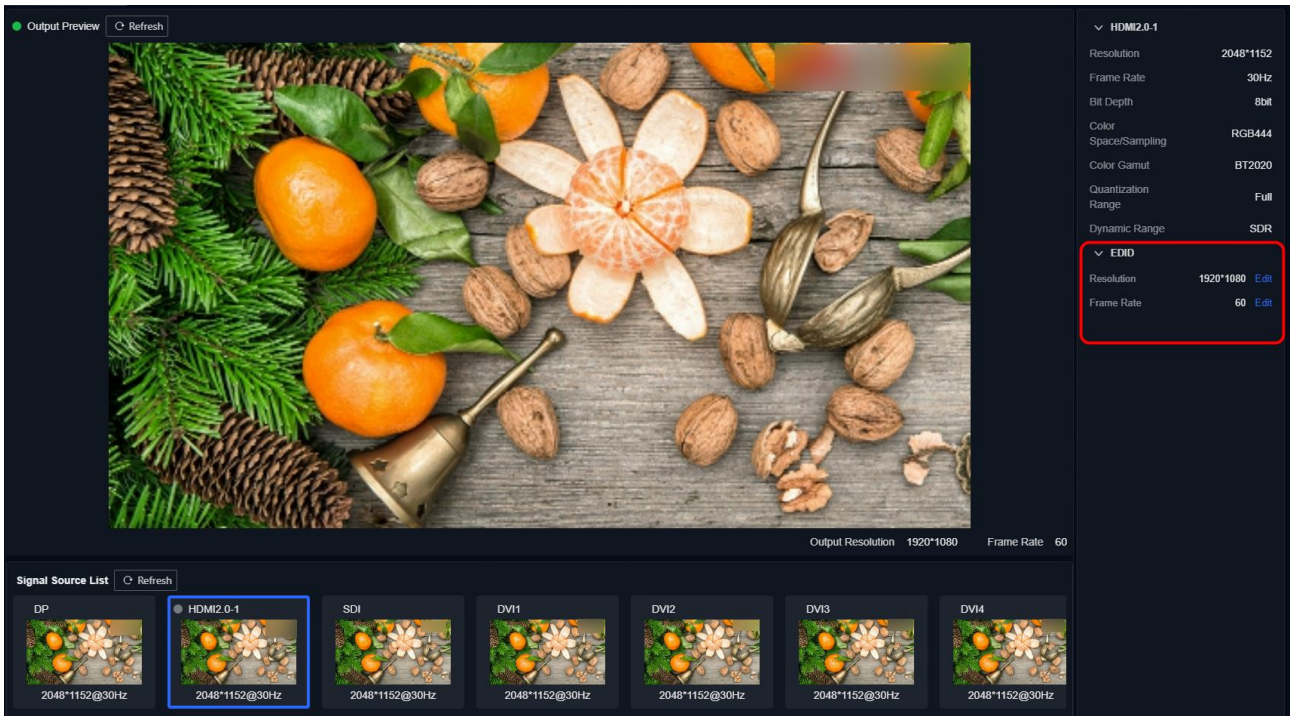 Output Preview Refresh
HDMI2.0-1
Resolution 2048*1152
Frame Rate 30Hz
Bit Depth 8bit
Color
Space/Sampling RGB444
Color Gamut BT2020
Quantization
Range Full
Dynamic Range SDR
EDID
Resolution 1920*1080 Edit
Frame Rate 60 Edit
Output Resolution 1920*1080 Frame Rate 60
Signal Source List Refresh
DP HDMI2.0-1 SDI DVI1 DVI2 DVI3 DVI4
2048*1152@30Hz 2048*1152@30Hz 2048*1152@30Hz 2048*1152@30Hz 2048*1152@30Hz 2048*1152@30Hz 2048*1152@30Hz